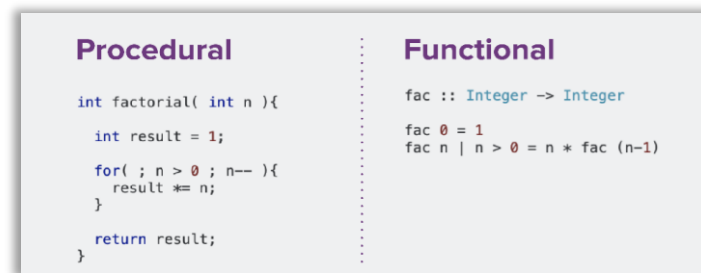 Procedural
int factorial( int n ){
int result = 1;
for( ; n > 0 ; n-- ){
result *= n;
}
return result;
}
Functional
fac :: Integer -> Integer
fac 0 = 1
fac n | n > 0 = n * fac (n-1)